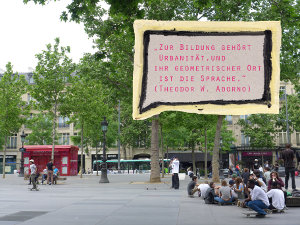 „Zur Bildung gehört
Urbanität,und
ihr geometrischer Ort
ist die Sprache.“
(Theodor W. Adorno)